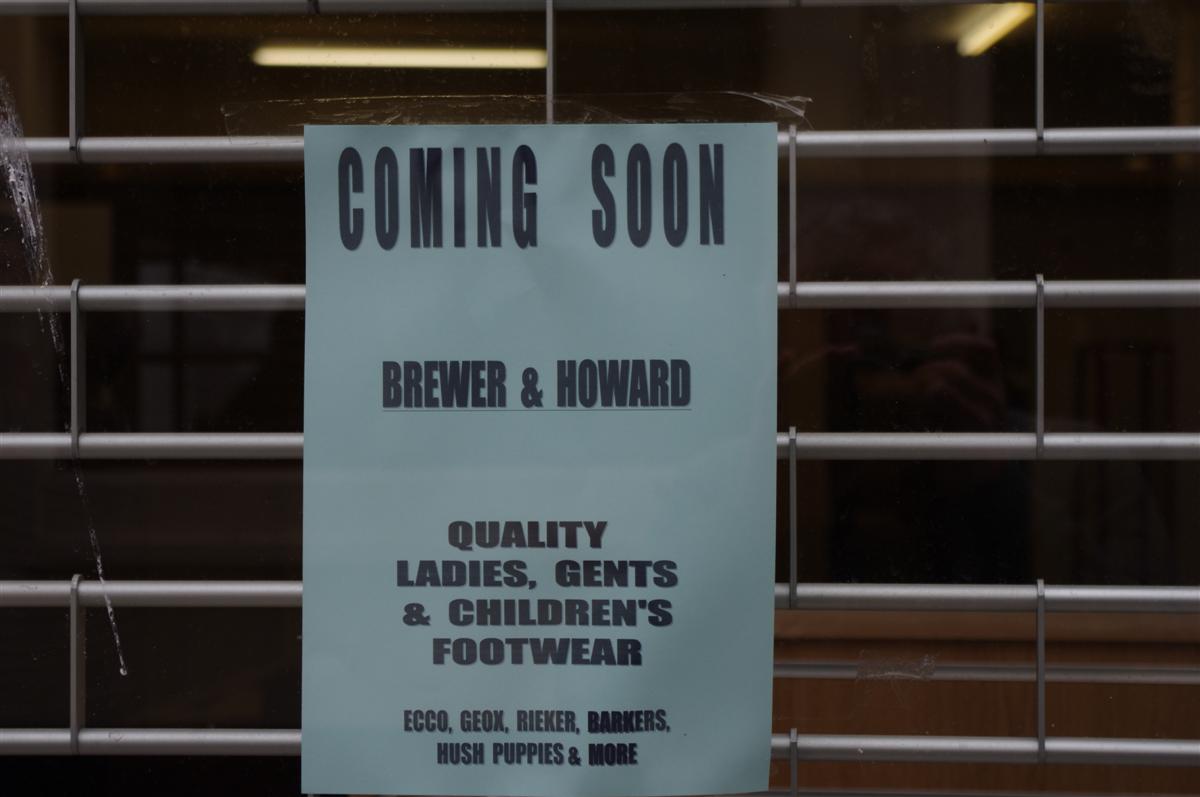 COMING SOON
BREWER & HOWARD
QUALITY
LADIES, GENTS
& CHILDREN'S
FOOTWEAR
ECCO, GEOX, RIEKER, BARKERS,
HUSH PUPPIES & MORE